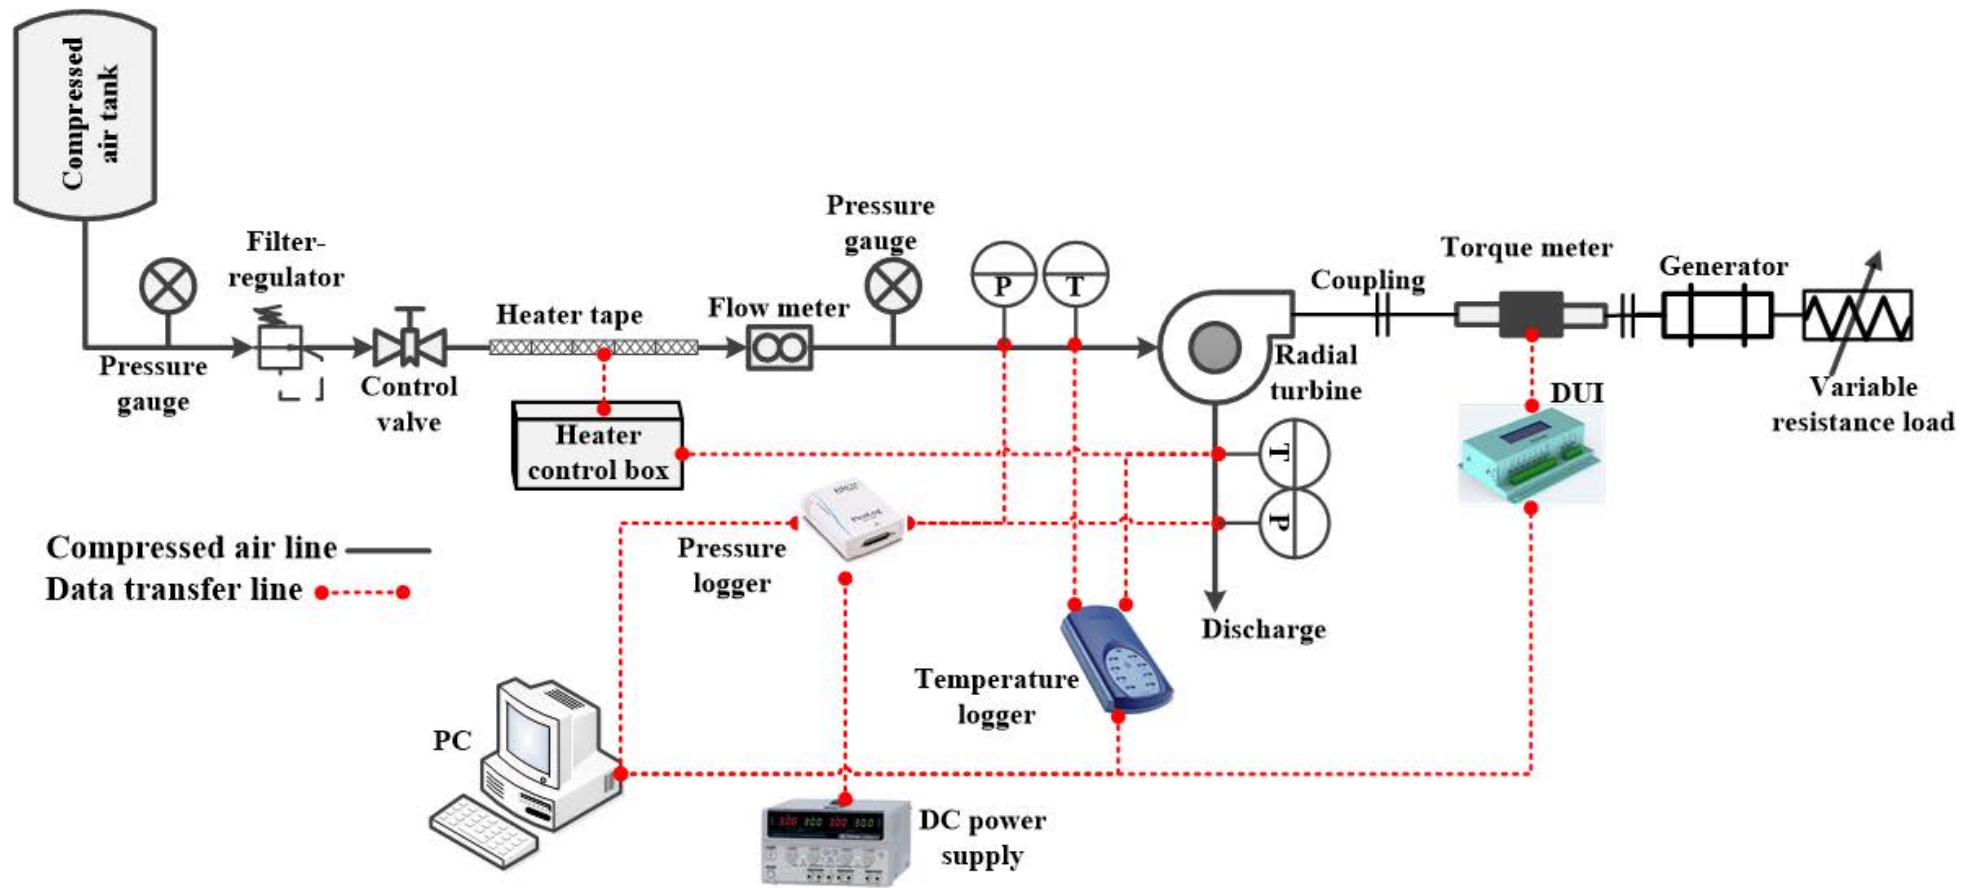 Compressed
air tank
Pressure
gauge
Filter-
regulator
Control
valve
Heater tape
Flow meter
Pressure
gauge
P
T
Radial
turbine
Coupling
Torque meter
Generator
Variable
resistance load
DUI
Heater
control box
T
P
Discharge
Pressure
logger
Temperature
logger
Compressed air line
Data transfer line
PC
DC power
supply